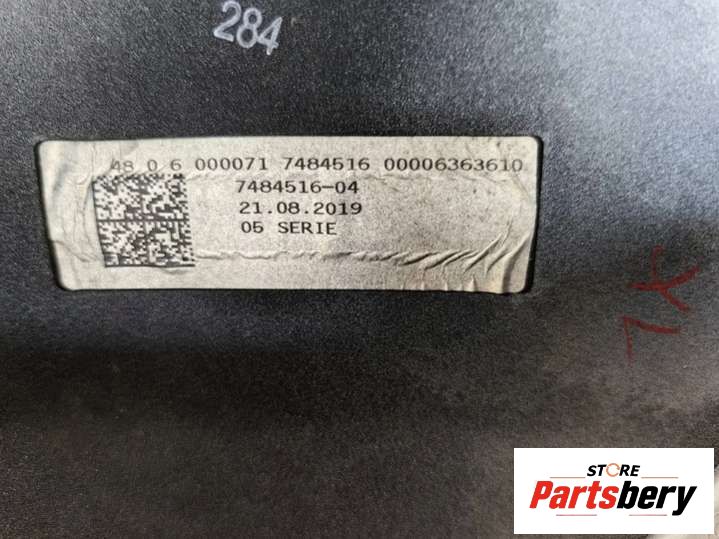 284
48 0 6 000071 7484516 00006363610
7484516-04
21.08.2019
05 SERIE
STORE
Partsbery